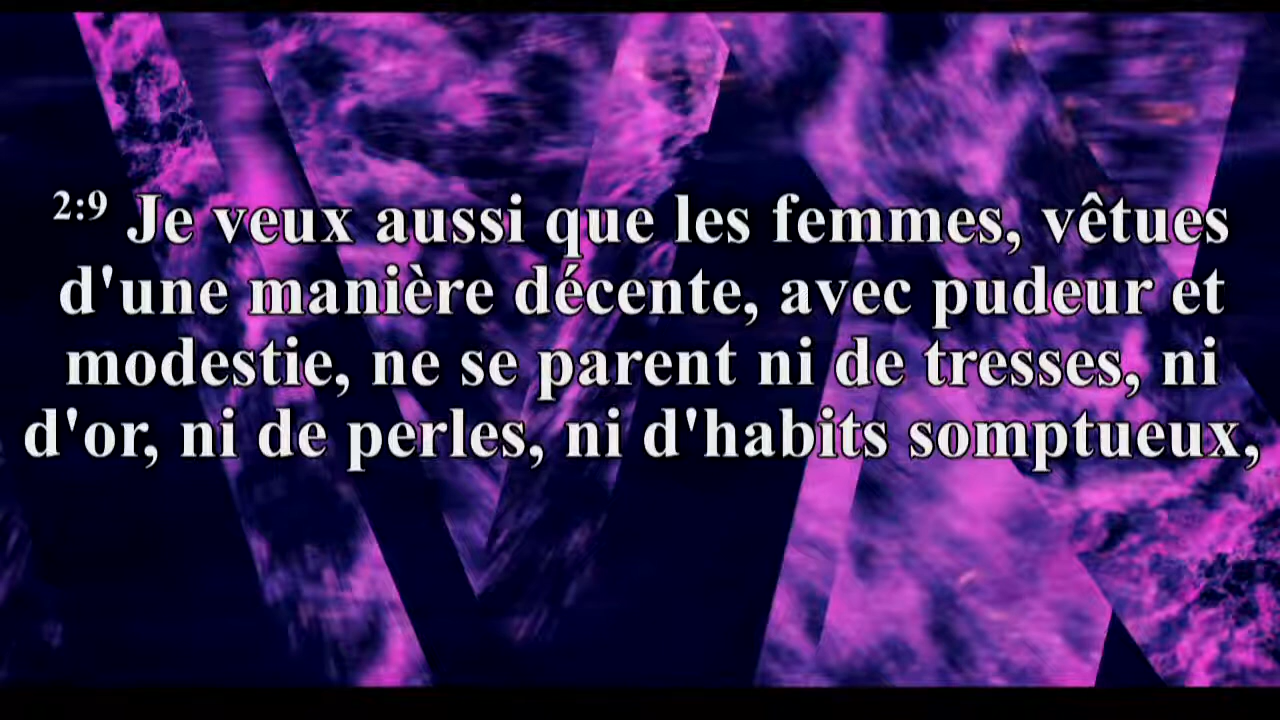 2:9 Je veux aussi que les femmes, vêtues
d'une manière décente, avec pudeur et
modestie, ne se parent ni de tresses, ni
d'or, ni de perles, ni d'habits somptueux,